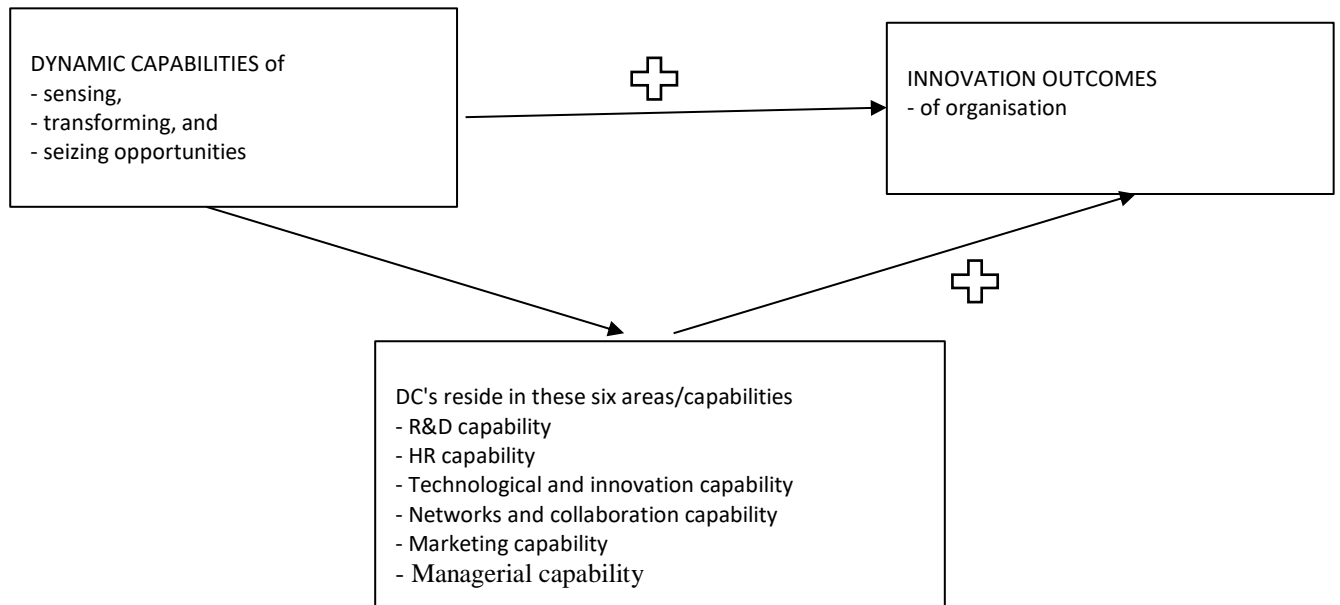 DYNAMIC CAPABILITIES of
- sensing,
- transforming, and
- seizing opportunities
INNOVATION OUTCOMES
- of organisation
DC's reside in these six areas/capabilities
- R&D capability
- HR capability
- Technological and innovation capability
- Networks and collaboration capability
- Marketing capability
- Managerial capability